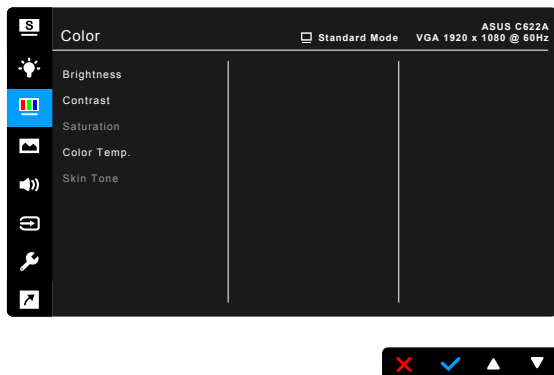 S
Color
Standard Mode
ASUS C622A
VGA 1920 x 1080 @ 60Hz
Brightness
Contrast
Saturation
Color Temp.
Skin Tone